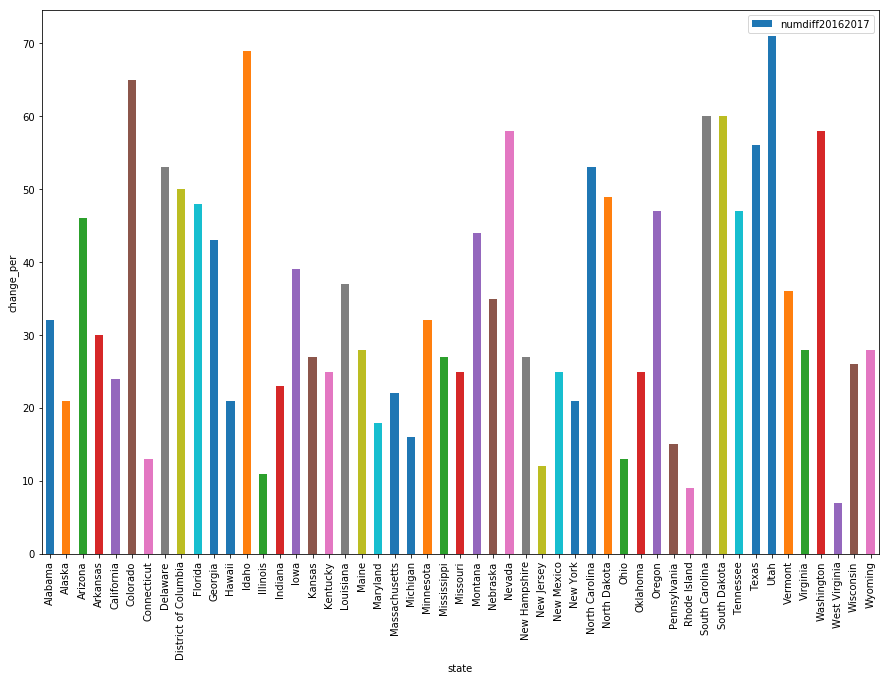 numdiff20162017
change_per
70
60
50
40
30
20
10
0
Alabama
Alaska
Arizona
Arkansas
California
Colorado
Connecticut
Delaware
District of Columbia
Florida
Georgia
Hawaii
Idaho
Illinois
Indiana
Iowa
Kansas
Kentucky
Louisiana
Maine
Maryland
Massachusetts
Michigan
Minnesota
Mississippi
Missouri
Montana
Nebraska
Nevada
New Hampshire
New Jersey
New Mexico
New York
North Carolina
North Dakota
Ohio
Oklahoma
Oregon
Pennsylvania
Rhode Island
South Carolina
South Dakota
Tennessee
Texas
Utah
Vermont
Virginia
Washington
West Virginia
Wisconsin
Wyoming
state